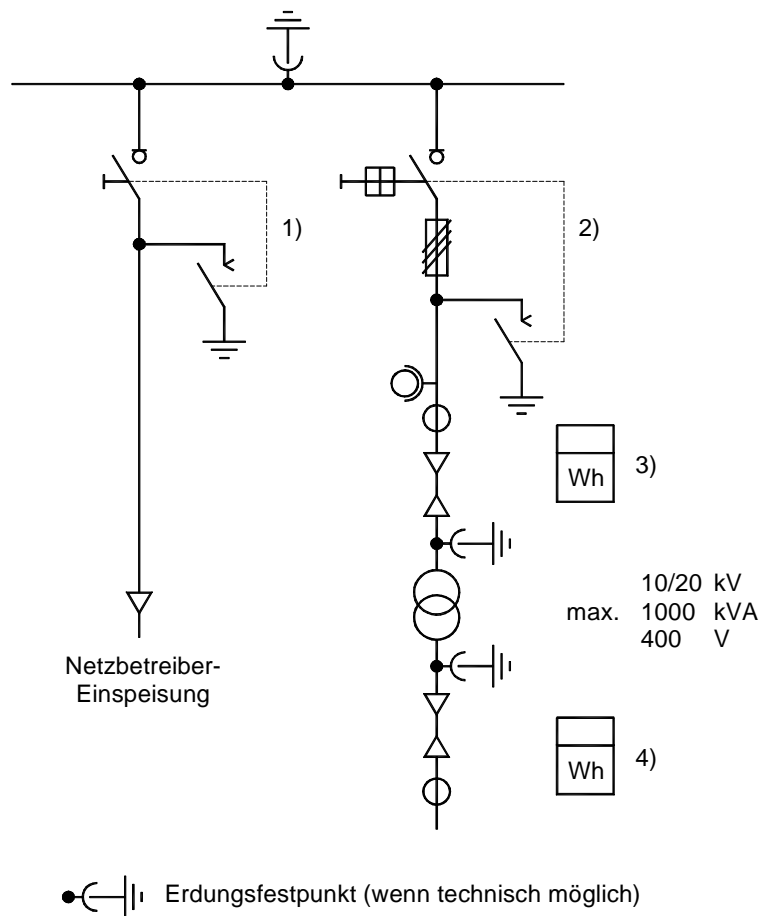 1)
2)
Wh
3)
10/20 kV
max. 1000 kVA
400 V
Netzbetreiber-
Einspeisung
Wh
4)
Erdungsfestpunkt (wenn technisch möglich)